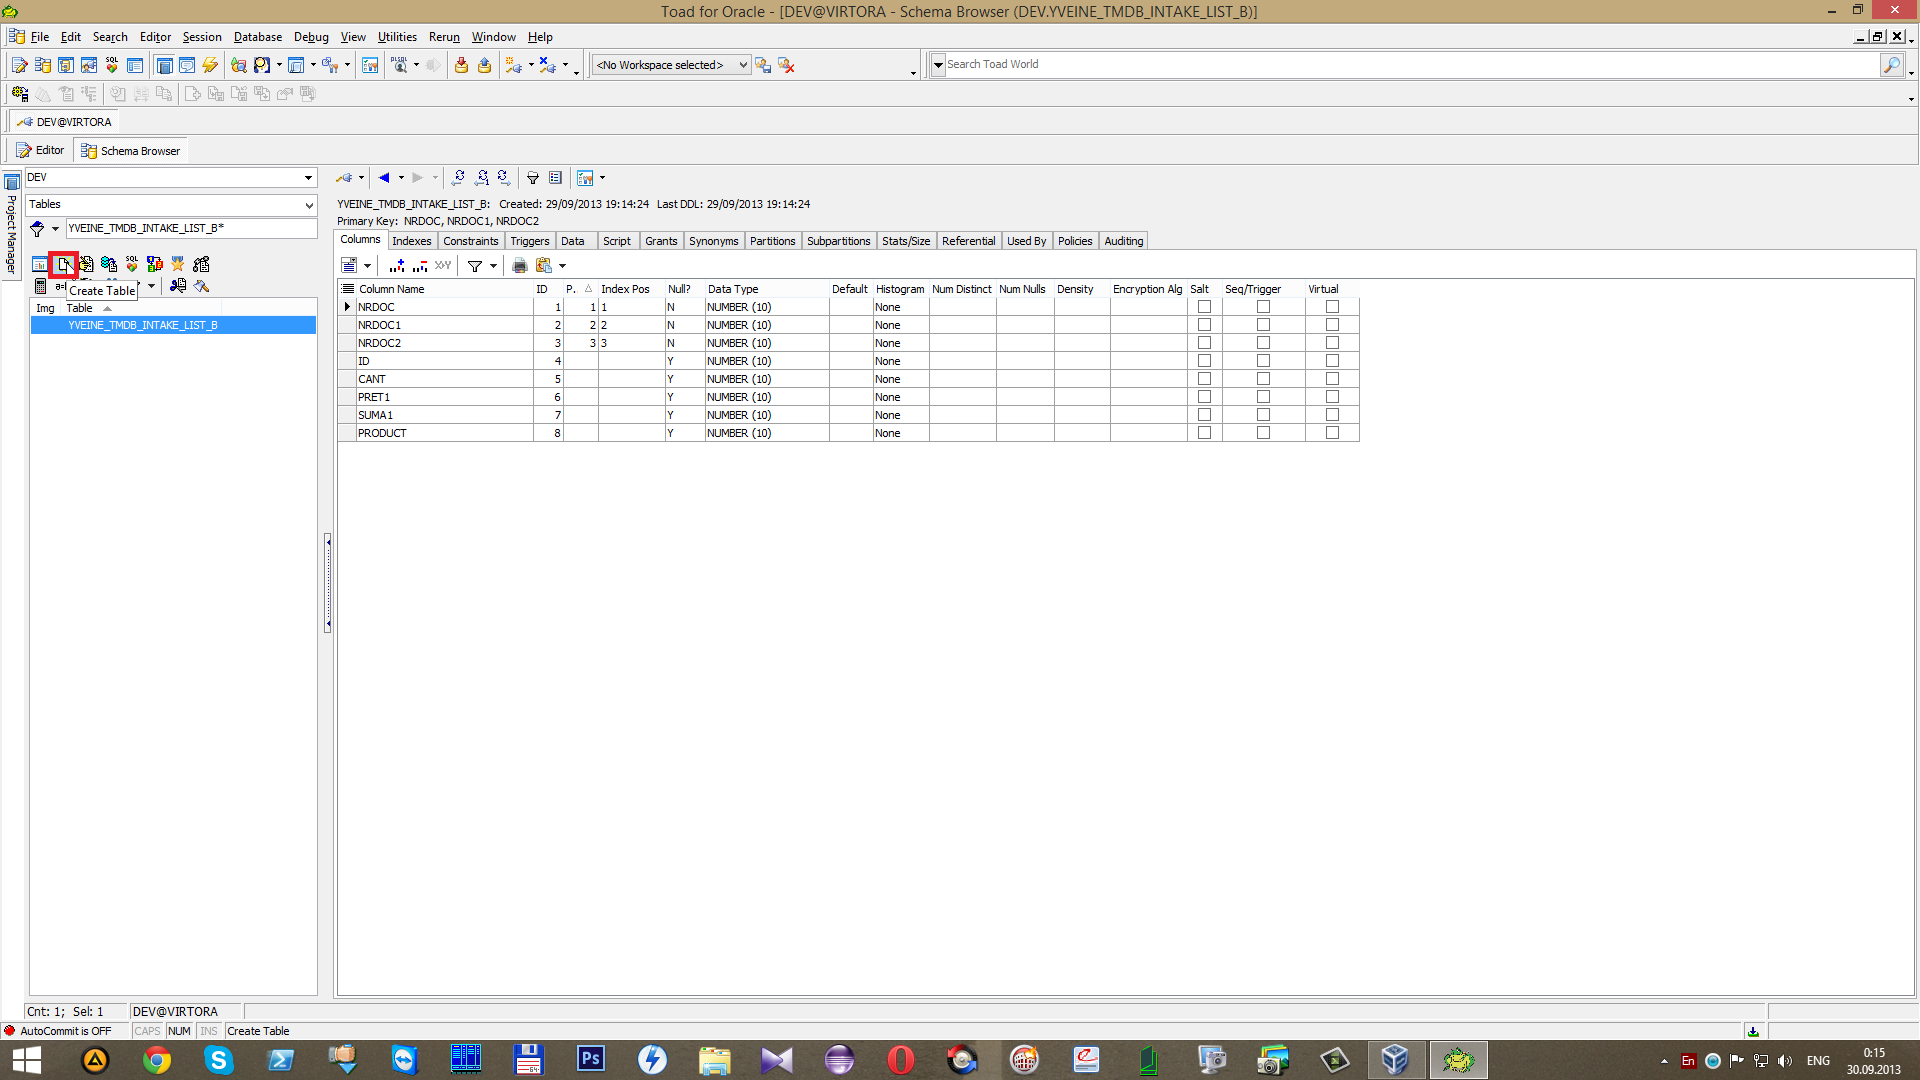 Toad for Oracle - [DEV@VIRTORA - Schema Browser (DEV.YVEINE_TMDB_INTAKE_LIST_B)]
File Edit Search Editor Session Database Debug View Utilities Rerun Window Help
SQL PLSQL <No Workspace selected> Search Toad World
DEV@VIRTORA
Editor Schema Browser
Project Manager
DEV
Tables
YVEINE_TMDB_INTAKE_LIST_B*
SQL
Create Table
Img Table
YVEINE_TMDB_INTAKE_LIST_B
YVEINE_TMDB_INTAKE_LIST_B: Created: 29/09/2013 19:14:24 Last DDL: 29/09/2013 19:14:24
Primary Key: NRDOC, NRDOC1, NRDOC2
Columns Indexes Constraints Triggers Data Script Grants Synonyms Partitions Subpartitions Stats/Size Referential Used By Policies Auditing
Column Name ID P. Index Pos Null? Data Type Default Histogram Num Distinct Num Nulls Density Encryption Alg Salt Seq/Trigger Virtual
NRDOC 1 1 1 N NUMBER (10) None
NRDOC1 2 2 2 N NUMBER (10) None
NRDOC2 3 3 3 N NUMBER (10) None
ID 4 Y NUMBER (10) None
CANT 5 Y NUMBER (10) None
PRET1 6 Y NUMBER (10) None
SUMA1 7 Y NUMBER (10) None
PRODUCT 8 Y NUMBER (10) None
Cnt: 1; Sel: 1 DEV@VIRTORA
AutoCommit is OFF CAPS NUM INS Create Table
64 Ps En ENG 0:15
30.09.2013